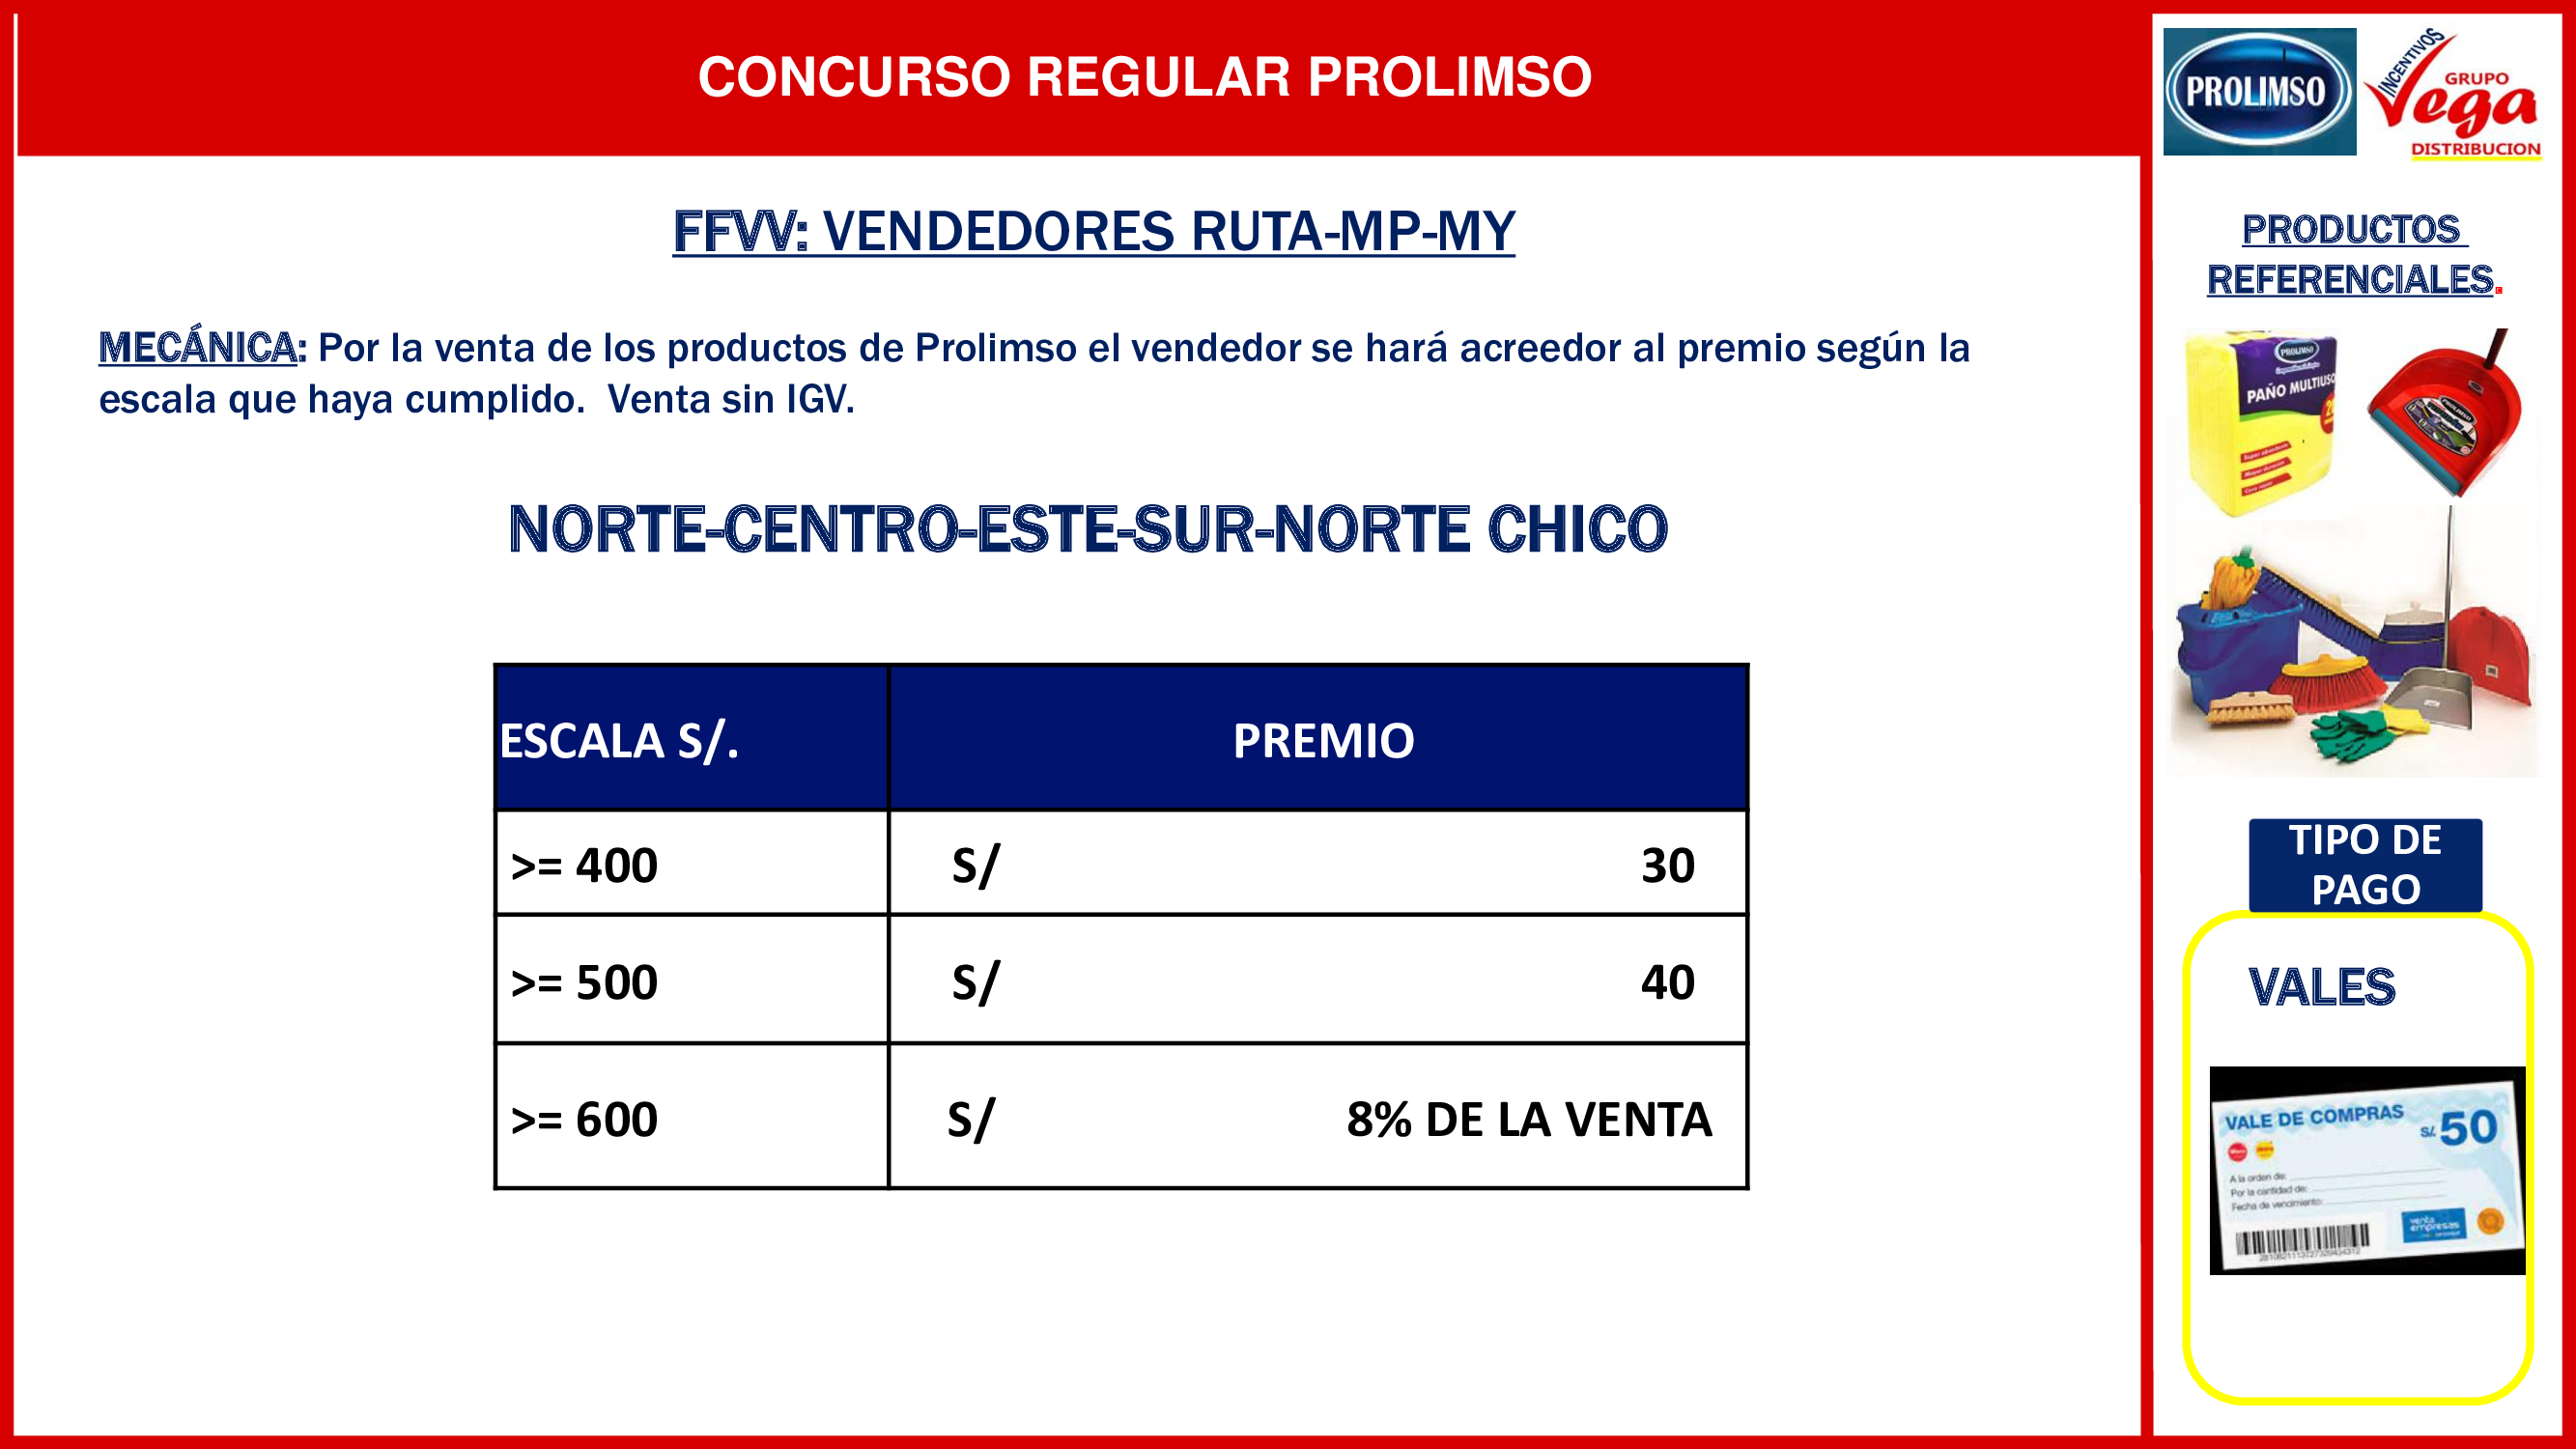 CONCURSO REGULAR PROLIMSO
PROLIMSO
INCENTIVOS
GRUPO
Vega
DISTRIBUCION
FFVV: VENDEDORES RUTA-MP-MY
MECÁNICA: Por la venta de los productos de Prolimso el vendedor se hará acreedor al premio según la
escala que haya cumplido.  Venta sin IGV.
NORTE-CENTRO-ESTE-SUR-NORTE CHICO
ESCALA S/. PREMIO
>= 400 S/ 30
>= 500 S/ 40
>= 600 S/ 8% DE LA VENTA
PRODUCTOS
REFERENCIALES.
PROLIMSO
PAÑO MULTIUSO
TIPO DE
PAGO
VALES
VALE DE COMPRAS S/. 50
A la orden de:
Por la cantidad de:
Fecha de vencimiento:
venta
empresas